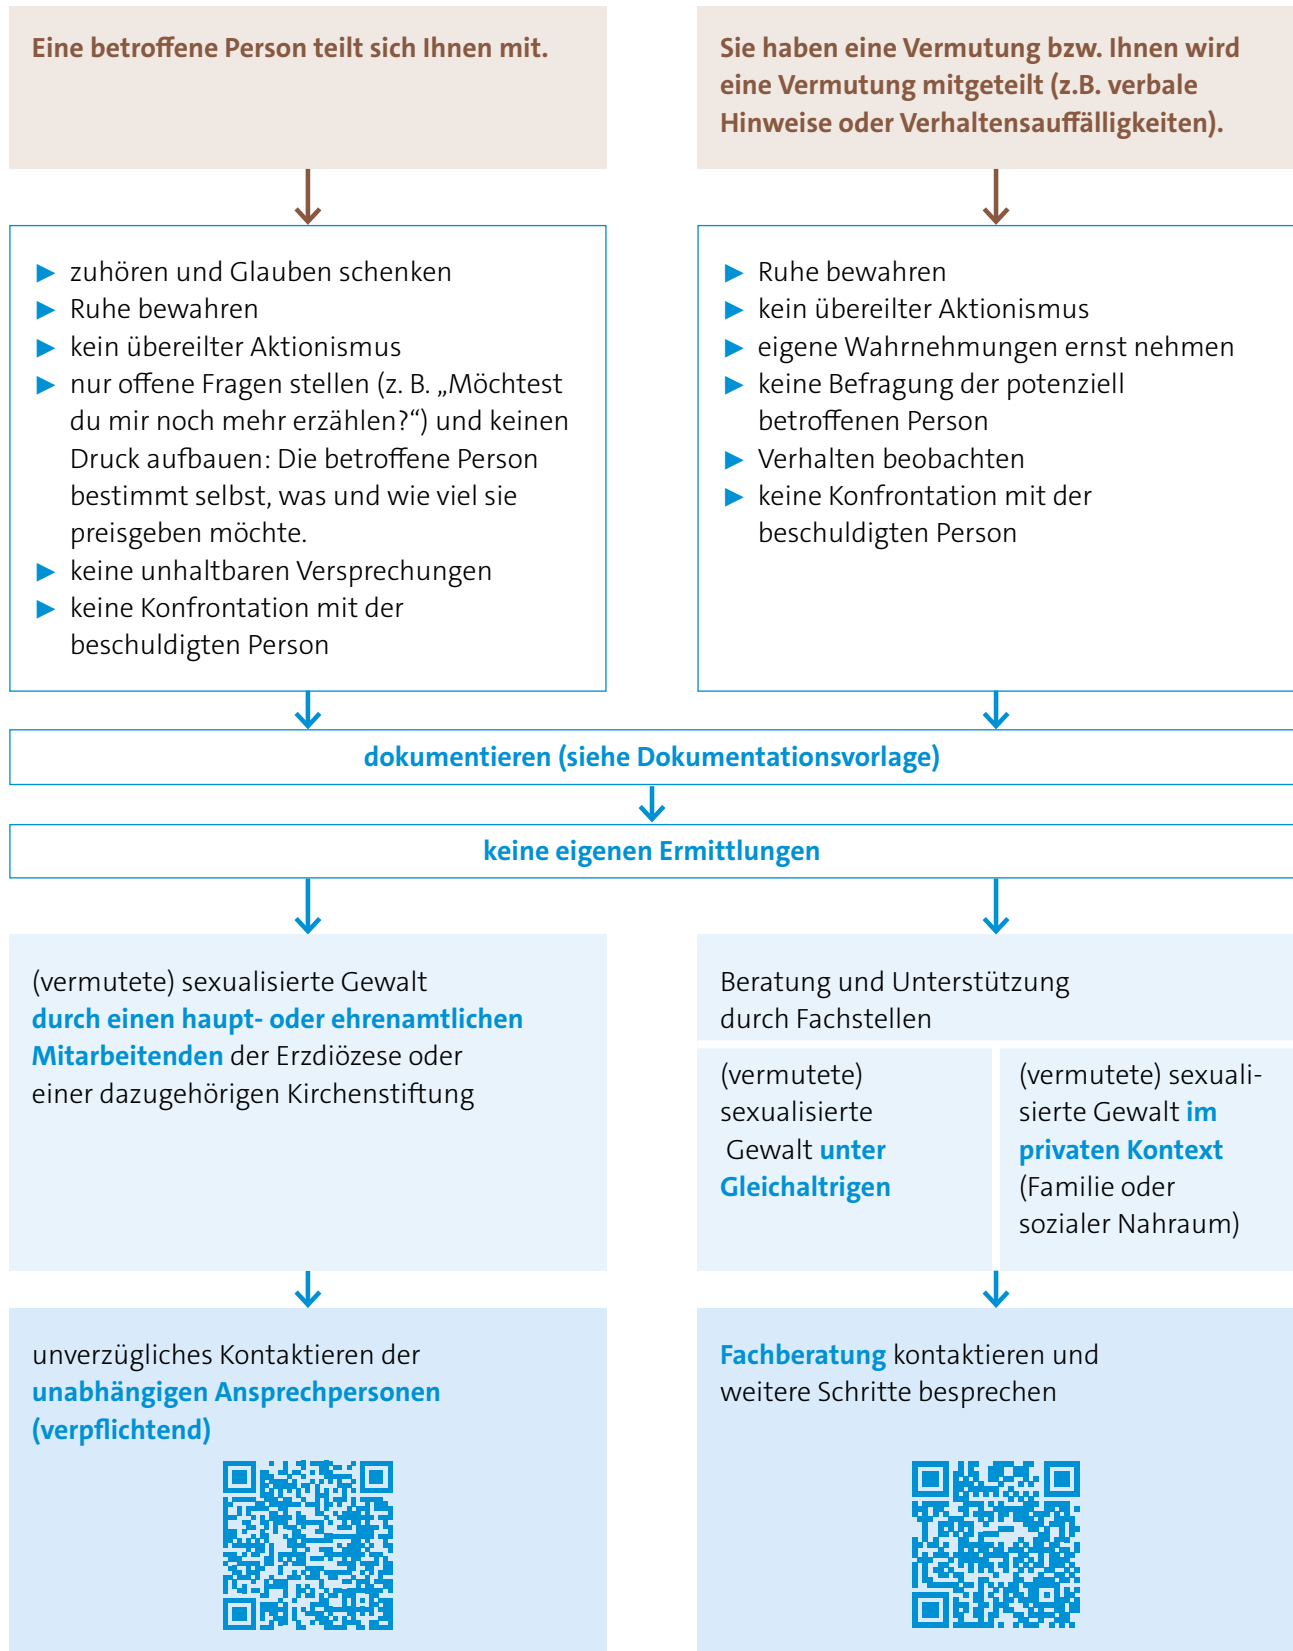 Eine betroffene Person teilt sich Ihnen mit.
Sie haben eine Vermutung bzw. Ihnen wird
eine Vermutung mitgeteilt (z.B. verbale
Hinweise oder Verhaltensauffälligkeiten).
▶ zuhören und Glauben schenken
▶ Ruhe bewahren
▶ kein übereilter Aktionismus
▶ nur offene Fragen stellen (z. B. „Möchtest
du mir noch mehr erzählen?“) und keinen
Druck aufbauen: Die betroffene Person
bestimmt selbst, was und wie viel sie
preisgeben möchte.
▶ keine unhaltbaren Versprechungen
▶ keine Konfrontation mit der
beschuldigten Person
▶ Ruhe bewahren
▶ kein übereilter Aktionismus
▶ eigene Wahrnehmungen ernst nehmen
▶ keine Befragung der potenziell
betroffenen Person
▶ Verhalten beobachten
▶ keine Konfrontation mit der
beschuldigten Person
dokumentieren (siehe Dokumentationsvorlage)
keine eigenen Ermittlungen
(vermutete) sexualisierte Gewalt
durch einen haupt- oder ehrenamtlichen
Mitarbeitenden der Erzdiözese oder
einer dazugehörigen Kirchenstiftung
Beratung und Unterstützung
durch Fachstellen
(vermutete)
sexualisierte
Gewalt unter
Gleichaltrigen
(vermutete) sexuali-
sierte Gewalt im
privaten Kontext
(Familie oder
sozialer Nahraum)
unverzügliches Kontaktieren der
unabhängigen Ansprechpersonen
(verpflichtend)
Fachberatung kontaktieren und
weitere Schritte besprechen